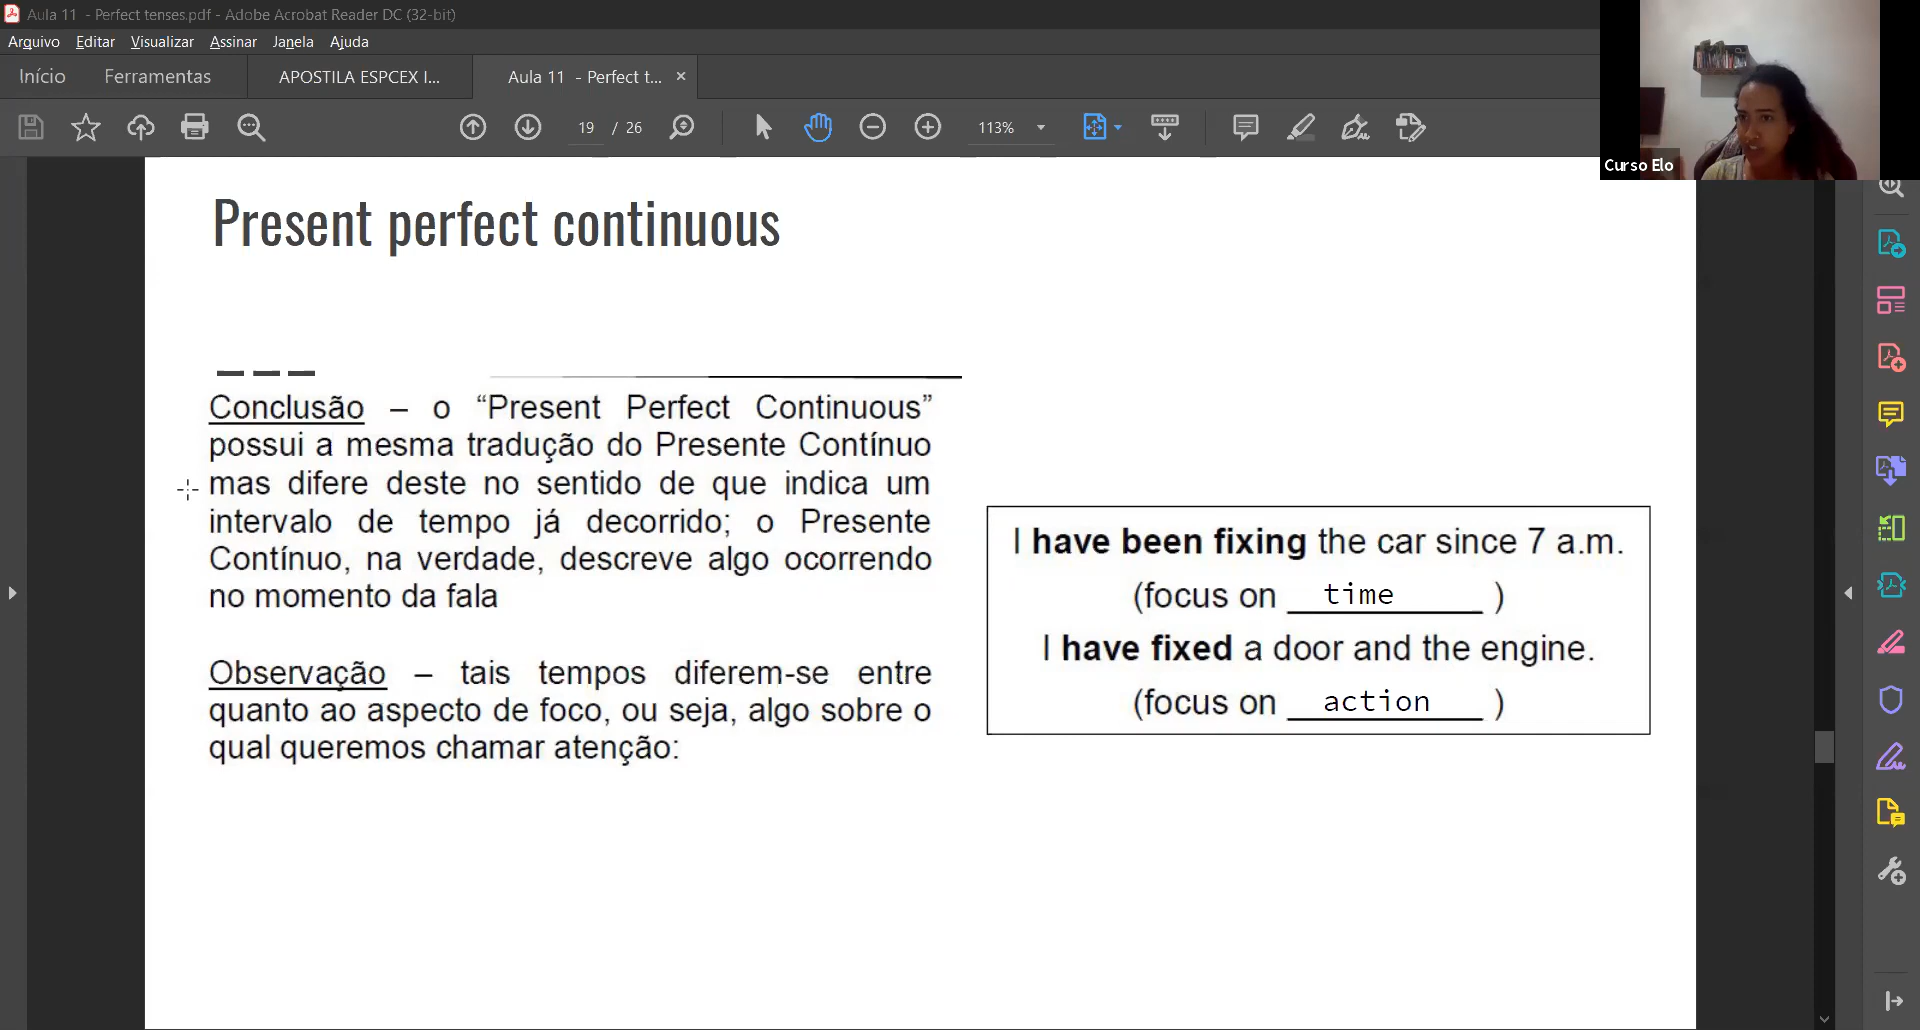 Aula 11 - Perfect tenses.pdf - Adobe Acrobat Reader DC (32-bit)
Arquivo Editar Visualizar Assinar Janela Ajuda
Início Ferramentas APOSTILA ESPCEX I... Aula 11 - Perfect t... ×
19 / 26 113%
Curso Elo
Present perfect continuous
Conclusão – o “Present Perfect Continuous”
possui a mesma tradução do Presente Contínuo
mas difere deste no sentido de que indica um
intervalo de tempo já decorrido; o Presente
Contínuo, na verdade, descreve algo ocorrendo
no momento da fala
Observação – tais tempos diferem-se entre
quanto ao aspecto de foco, ou seja, algo sobre o
qual queremos chamar atenção:
I have been fixing the car since 7 a.m.
(focus on time )
I have fixed a door and the engine.
(focus on action )